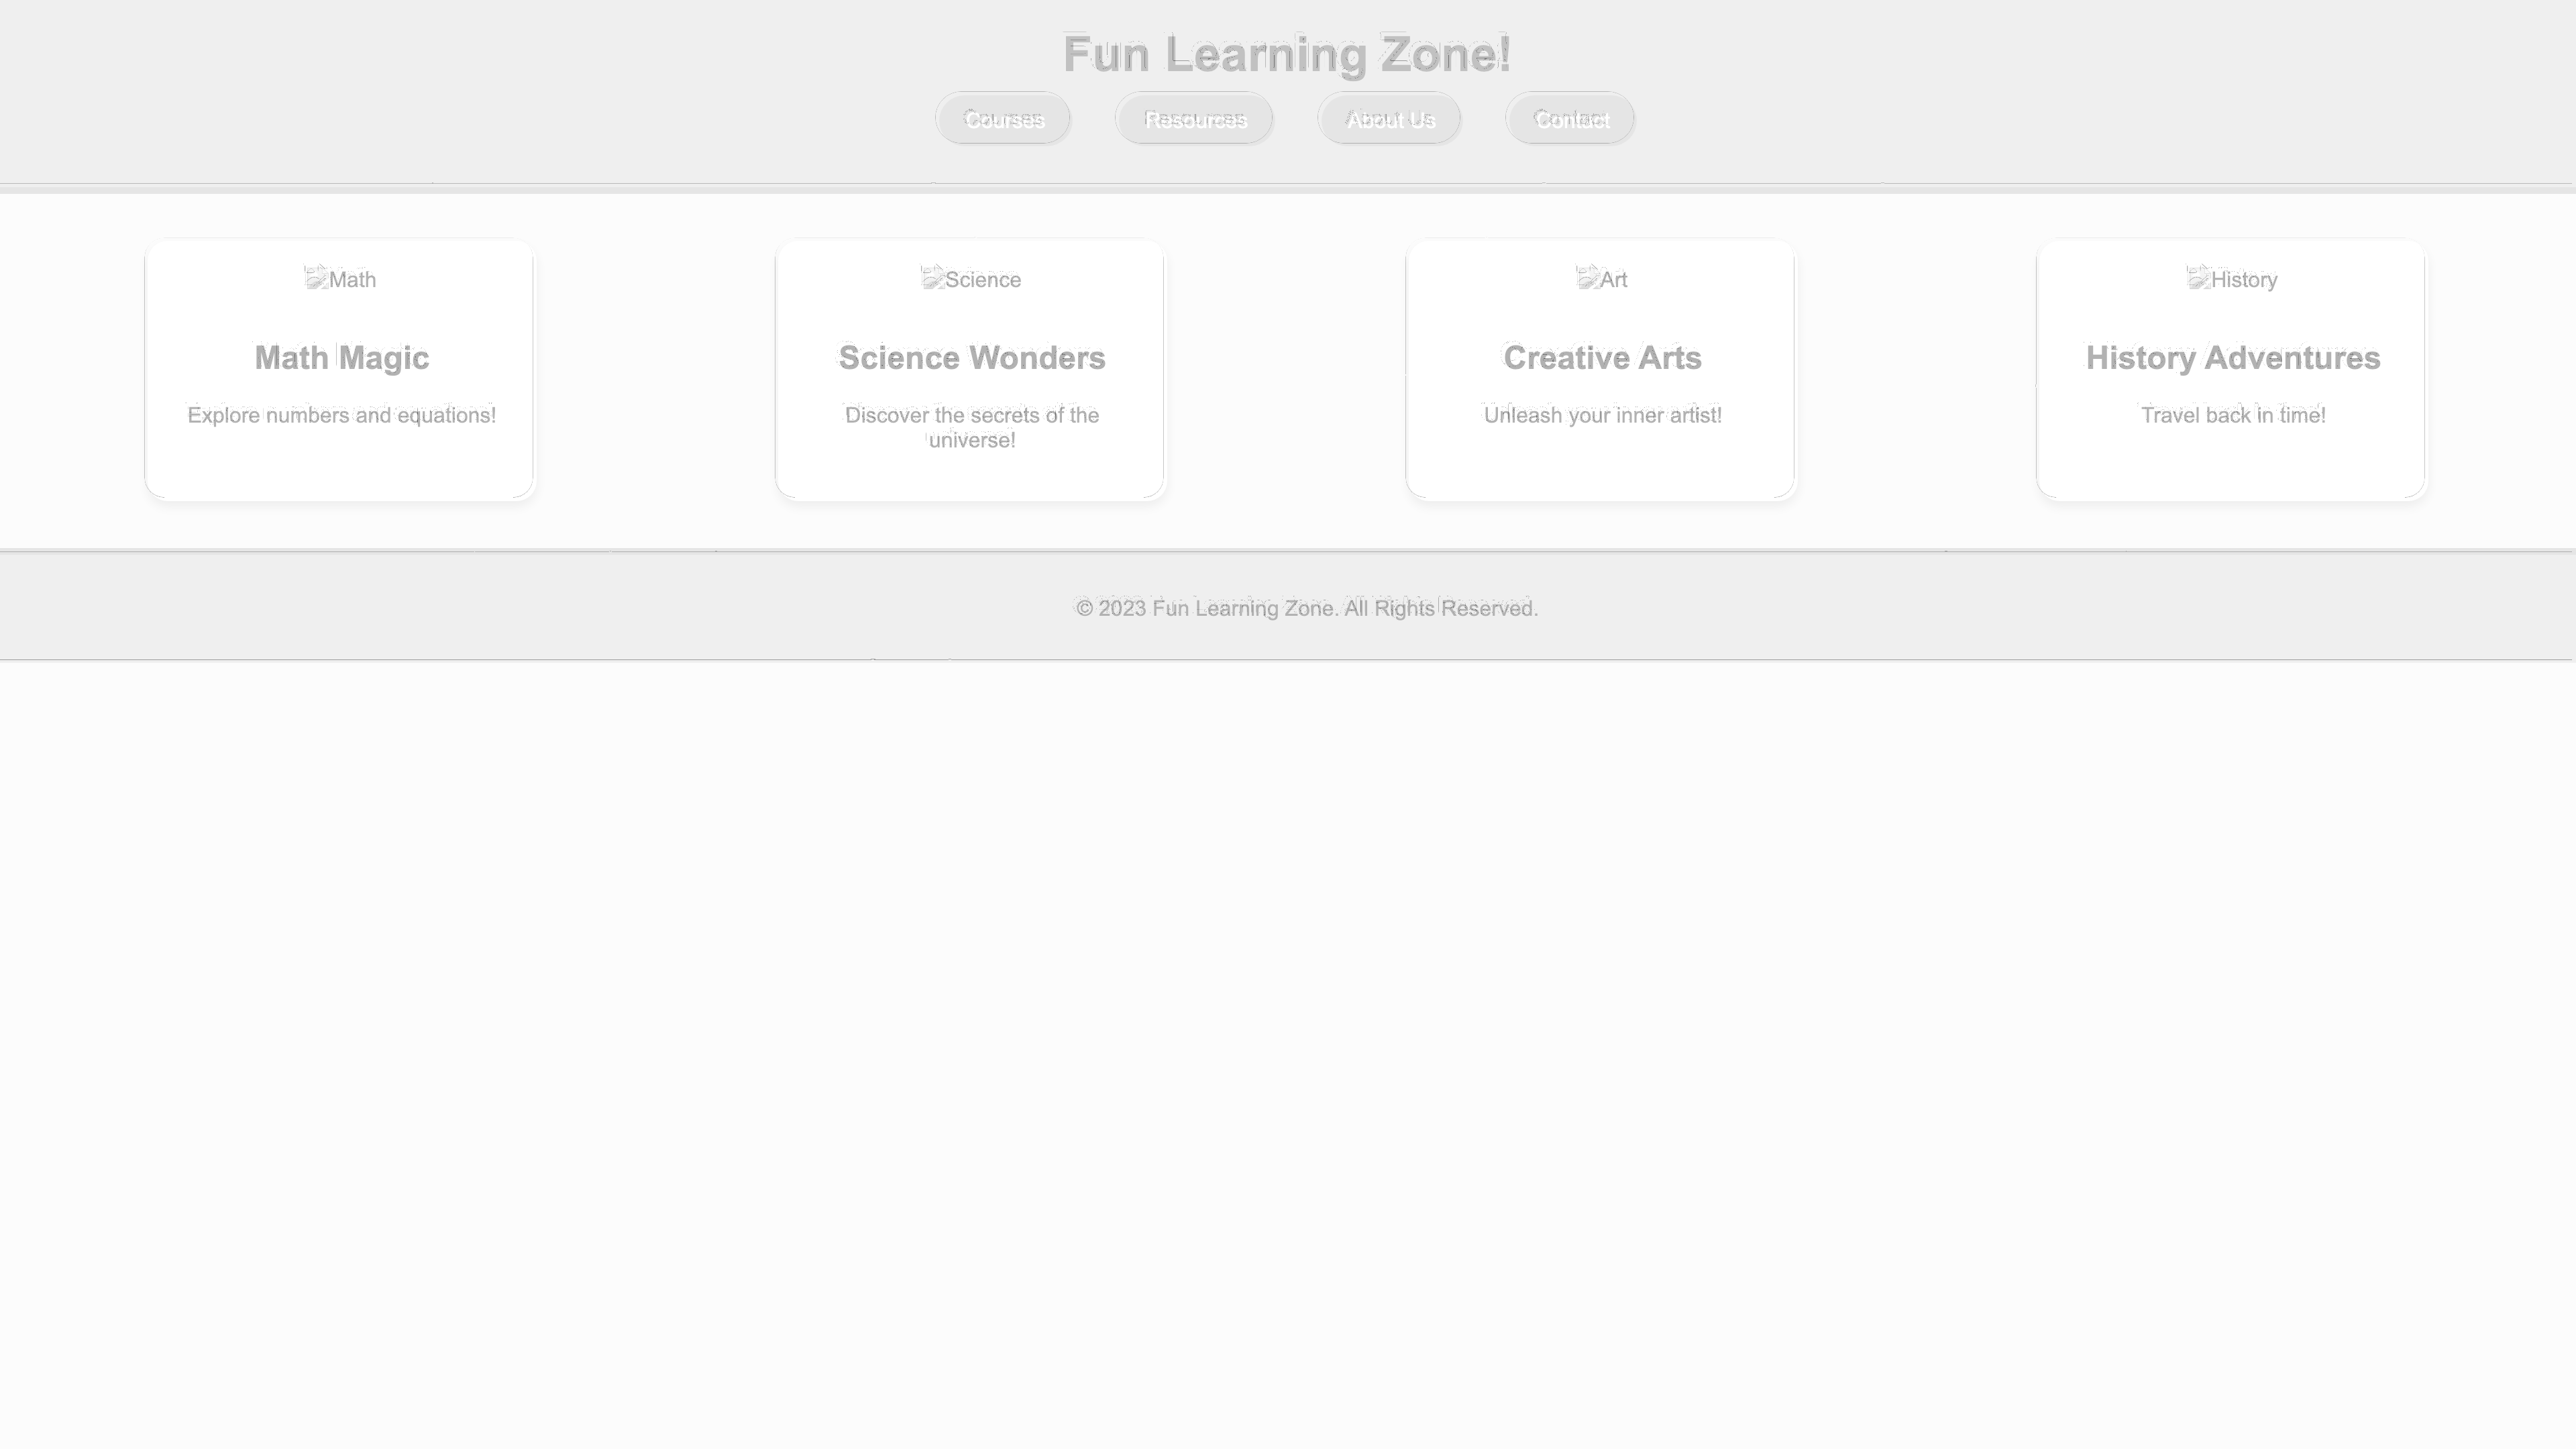 Fun Learning Zone!
Courses
Resources
About Us
Contact
Math
Math Magic
Explore numbers and equations!
Science
Science Wonders
Discover the secrets of the
universe!
Art
Creative Arts
Unleash your inner artist!
History
History Adventures
Travel back in time!
© 2023 Fun Learning Zone. All Rights Reserved.